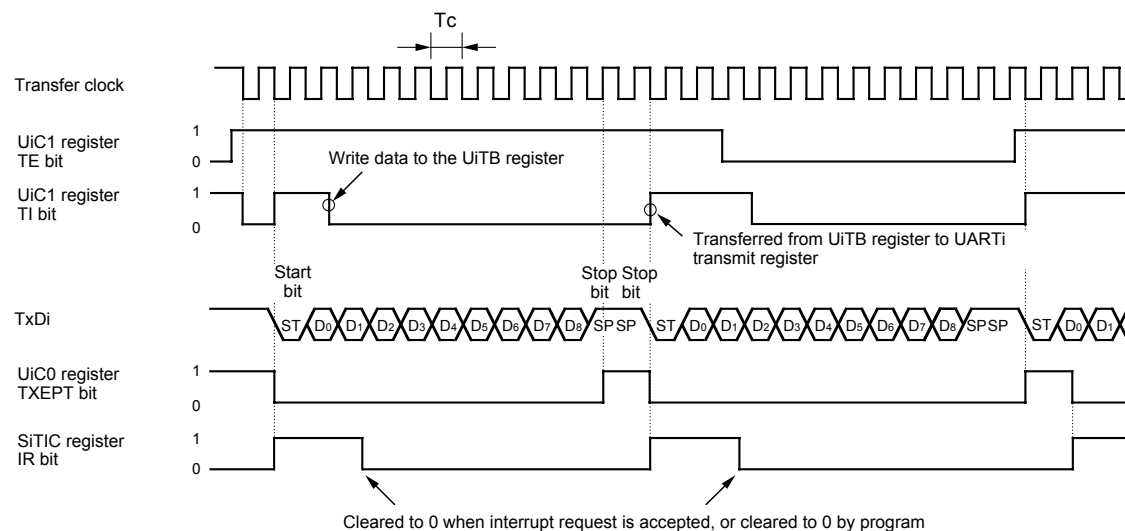 Tc
Transfer clock
UiC1 register
TE bit
1
0
Write data to the UiTB register
UiC1 register
TI bit
1
0
Transferred from UiTB register to UARTi
transmit register
Start
bit
Stop
bit
Stop
bit
TxDi
ST D0 D1 D2 D3 D4 D5 D6 D7 D8 SP SP ST D0 D1 D2 D3 D4 D5 D6 D7 D8 SP SP ST D0 D1
UiC0 register
TXEPT bit
1
0
SiTIC register
IR bit
1
0
Cleared to 0 when interrupt request is accepted, or cleared to 0 by program